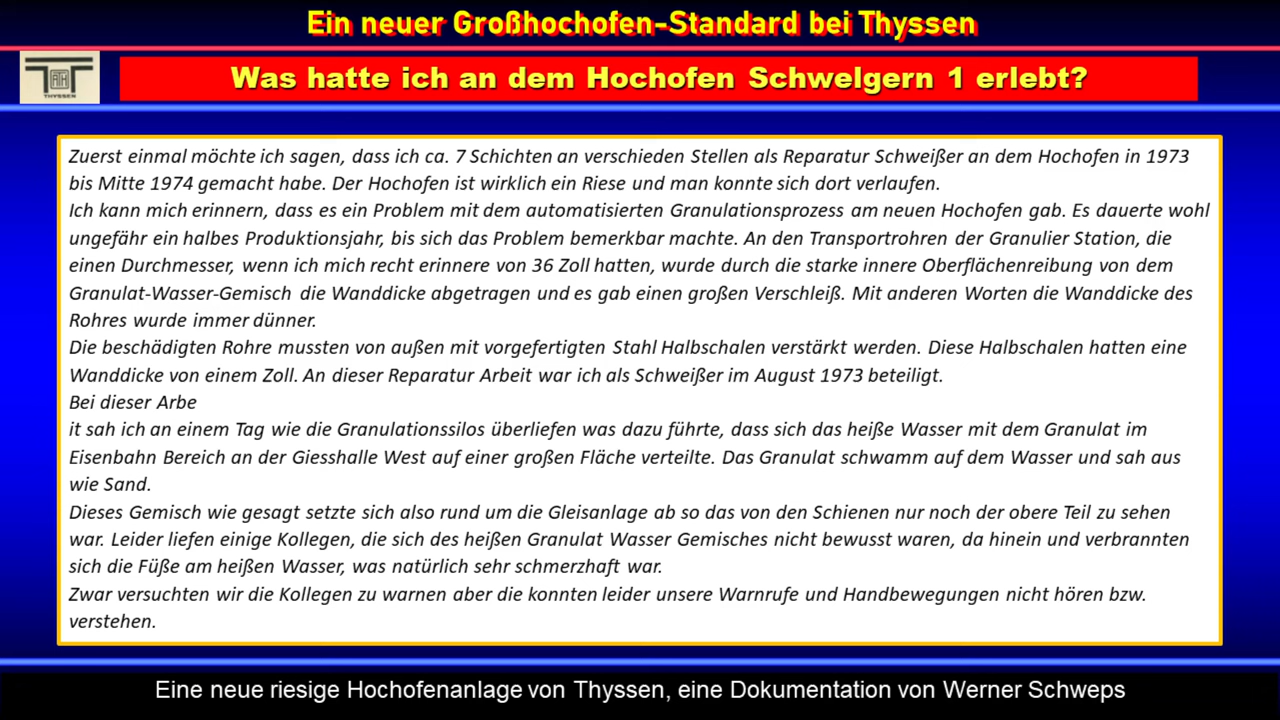 Ein neuer Großhochofen-Standard bei Thyssen
ATH
THYSSEN
Was hatte ich an dem Hochofen Schwelgern 1 erlebt?
Zuerst einmal möchte ich sagen, dass ich ca. 7 Schichten an verschieden Stellen als Reparatur Schweißer an dem Hochofen in 1973
bis Mitte 1974 gemacht habe. Der Hochofen ist wirklich ein Riese und man konnte sich dort verlaufen.
Ich kann mich erinnern, dass es ein Problem mit dem automatisierten Granulationsprozess am neuen Hochofen gab. Es dauerte wohl
ungefähr ein halbes Produktionsjahr, bis sich das Problem bemerkbar machte. An den Transportrohren der Granulier Station, die
einen Durchmesser, wenn ich mich recht erinnere von 36 Zoll hatten, wurde durch die starke innere Oberflächenreibung von dem
Granulat-Wasser-Gemisch die Wanddicke abgetragen und es gab einen großen Verschleiß. Mit anderen Worten die Wanddicke des
Rohres wurde immer dünner.
Die beschädigten Rohre mussten von außen mit vorgefertigten Stahl Halbschalen verstärkt werden. Diese Halbschalen hatten eine
Wanddicke von einem Zoll. An dieser Reparatur Arbeit war ich als Schweißer im August 1973 beteiligt.
Bei dieser Arbe
it sah ich an einem Tag wie die Granulationssilos überliefen was dazu führte, dass sich das heiße Wasser mit dem Granulat im
Eisenbahn Bereich an der Giesshalle West auf einer großen Fläche verteilte. Das Granulat schwamm auf dem Wasser und sah aus
wie Sand.
Dieses Gemisch wie gesagt setzte sich also rund um die Gleisanlage ab so das von den Schienen nur noch der obere Teil zu sehen
war. Leider liefen einige Kollegen, die sich des heißen Granulat Wasser Gemisches nicht bewusst waren, da hinein und verbrannten
sich die Füße am heißen Wasser, was natürlich sehr schmerzhaft war.
Zwar versuchten wir die Kollegen zu warnen aber die konnten leider unsere Warnrufe und Handbewegungen nicht hören bzw.
verstehen.
Eine neue riesige Hochofenanlage von Thyssen, eine Dokumentation von Werner Schweps